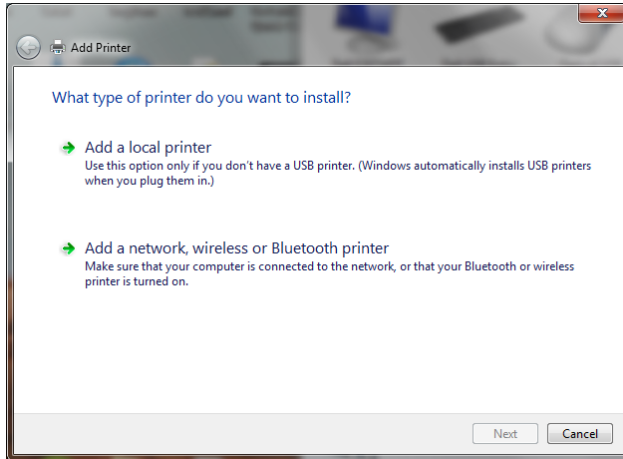 Add Printer
What type of printer do you want to install?
Add a local printer
Use this option only if you don't have a USB printer. (Windows automatically installs USB printers
when you plug them in.)
Add a network, wireless or Bluetooth printer
Make sure that your computer is connected to the network, or that your Bluetooth or wireless
printer is turned on.
Next
Cancel